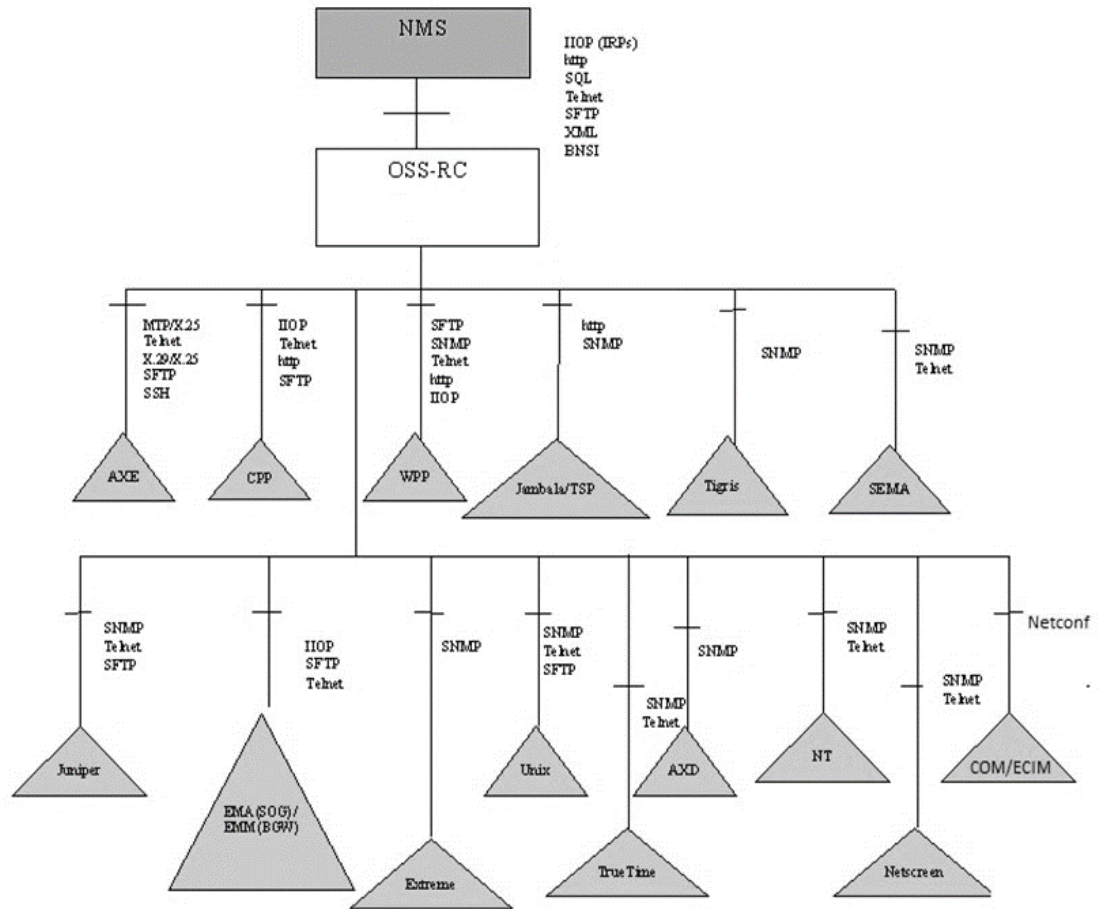 NMS
IIOP (IRPs)
http
SQL
Telnet
SFTP
XML
BNSI
OSS-RC
MTP/X.25
Telnet
X.29/X.25
SFTP
SSH
IIOP
Telnet
http
SFTP
SFTP
SNMP
Telnet
http
IIOP
http
SNMP
SNMP
SNMP
Telnet
AXE
CPP
WPP
Jambala/TSP
Tigris
SEMA
SNMP
Telnet
SFTP
IIOP
SFTP
Telnet
SNMP
SNMP
Telnet
SFTP
SNMP
Telnet
SNMP
SNMP
Telnet
SNMP
Telnet
Netconf
Juniper
EMA (SOG)/
EMM (BGW)
Extreme
Unix
TrueTime
AXD
NT
Netscreen
COM/ECIM